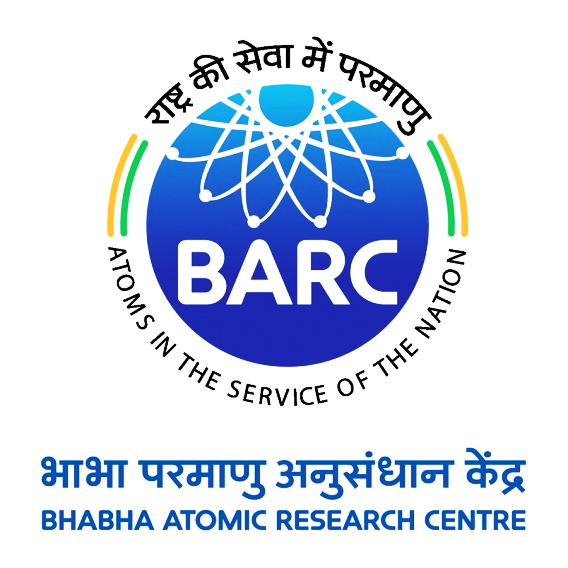 राष्ट्र की सेवा में परमाणु
BARC
ATOMS IN THE SERVICE OF THE NATION
भाभा परमाणु अनुसंधान केंद्र
BHABHA ATOMIC RESEARCH CENTRE